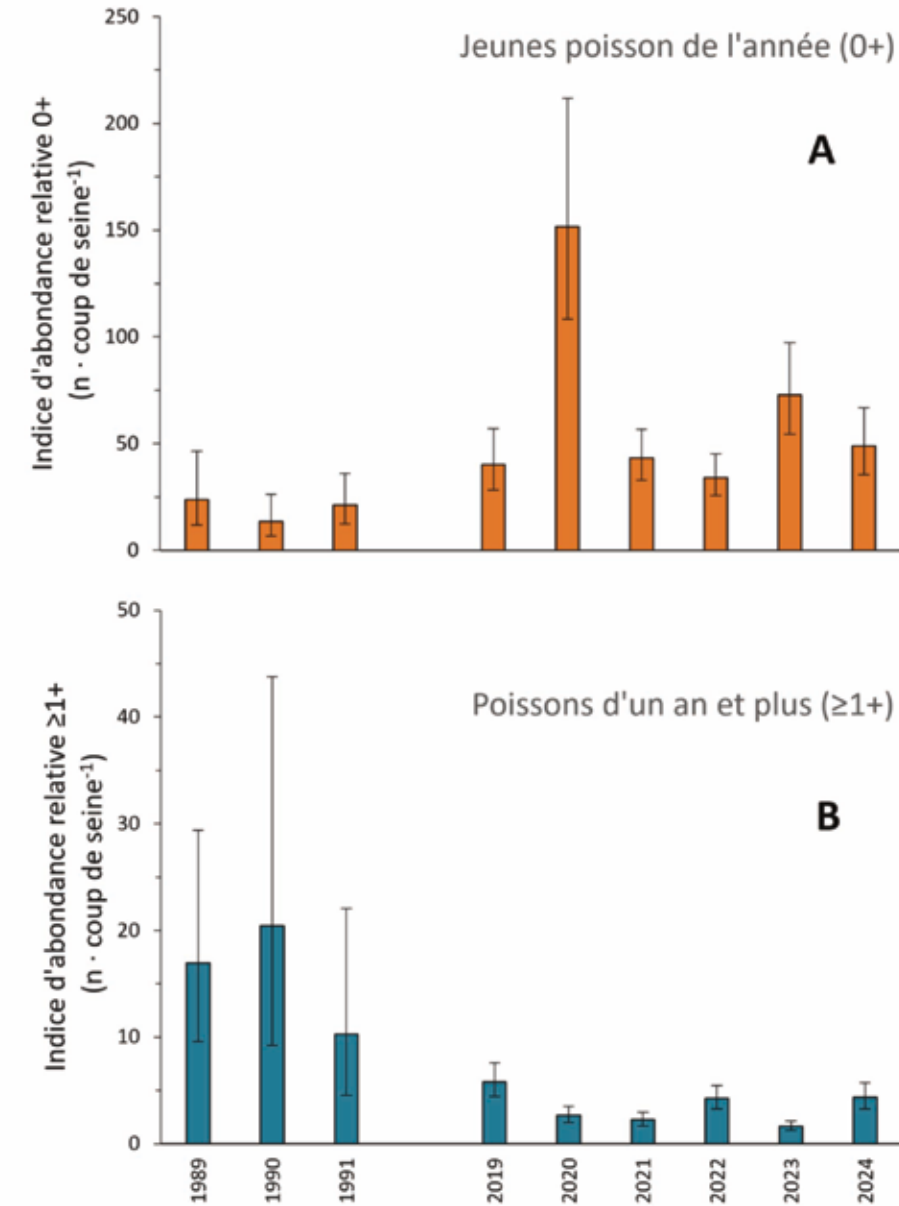 Jeunes poisson de l'année (0+)
A
Indice d'abondance relative 0+
(n · coup de seine⁻¹)
250
200
150
100
50
0
Poissons d'un an et plus (≥1+)
B
Indice d'abondance relative ≥1+
(n · coup de seine⁻¹)
50
40
30
20
10
0
1989 1990 1991 2019 2020 2021 2022 2023 2024